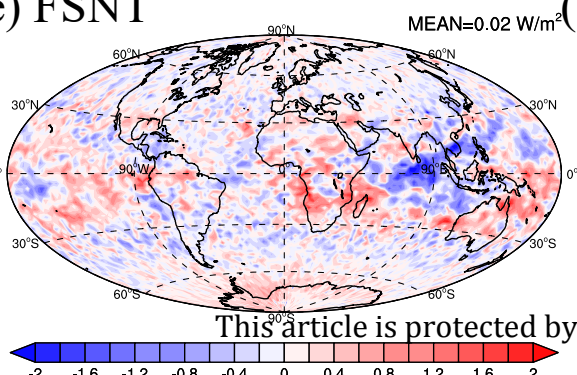 e) FSNT
MEAN=0.02 W/m² (
90°N
60°N 60°N
30°N 30°N
90°W 90°E 0°
30°S 30°S
60°S 60°S
90°S
This article is protected by
-2 -1.6 -1.2 -0.8 -0.4 0 0.4 0.8 1.2 1.6 2